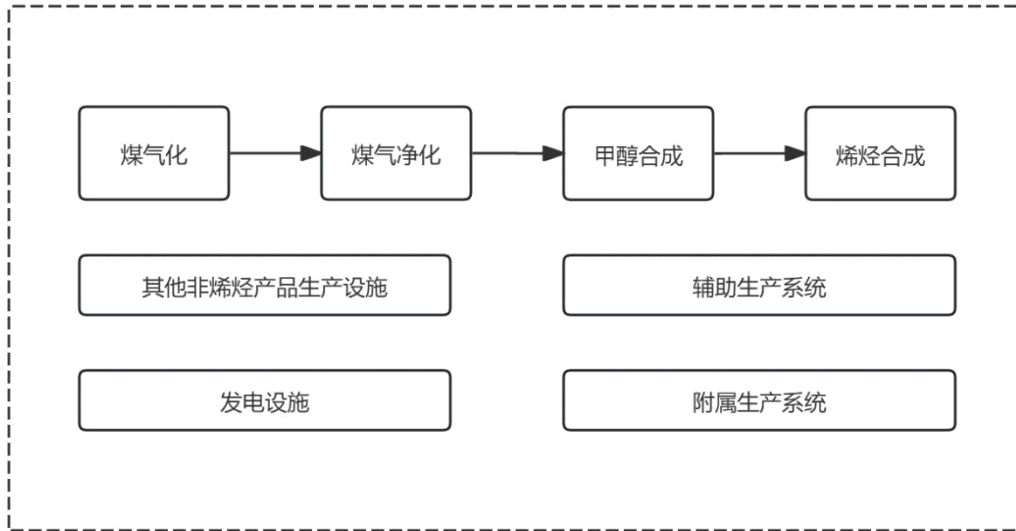 煤气化
煤气净化
甲醇合成
烯烃合成
其他非烯烃产品生产设施
辅助生产系统
发电设施
附属生产系统